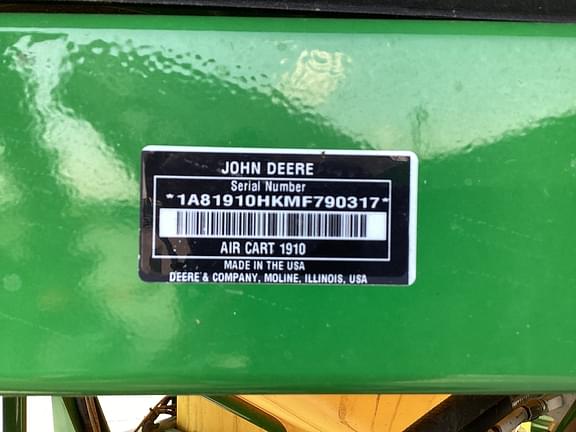 JOHN DEERE
Serial Number
*1A81910HKMF790317*
AIR CART 1910
MADE IN THE USA
DEERE & COMPANY, MOLINE, ILLINOIS, USA